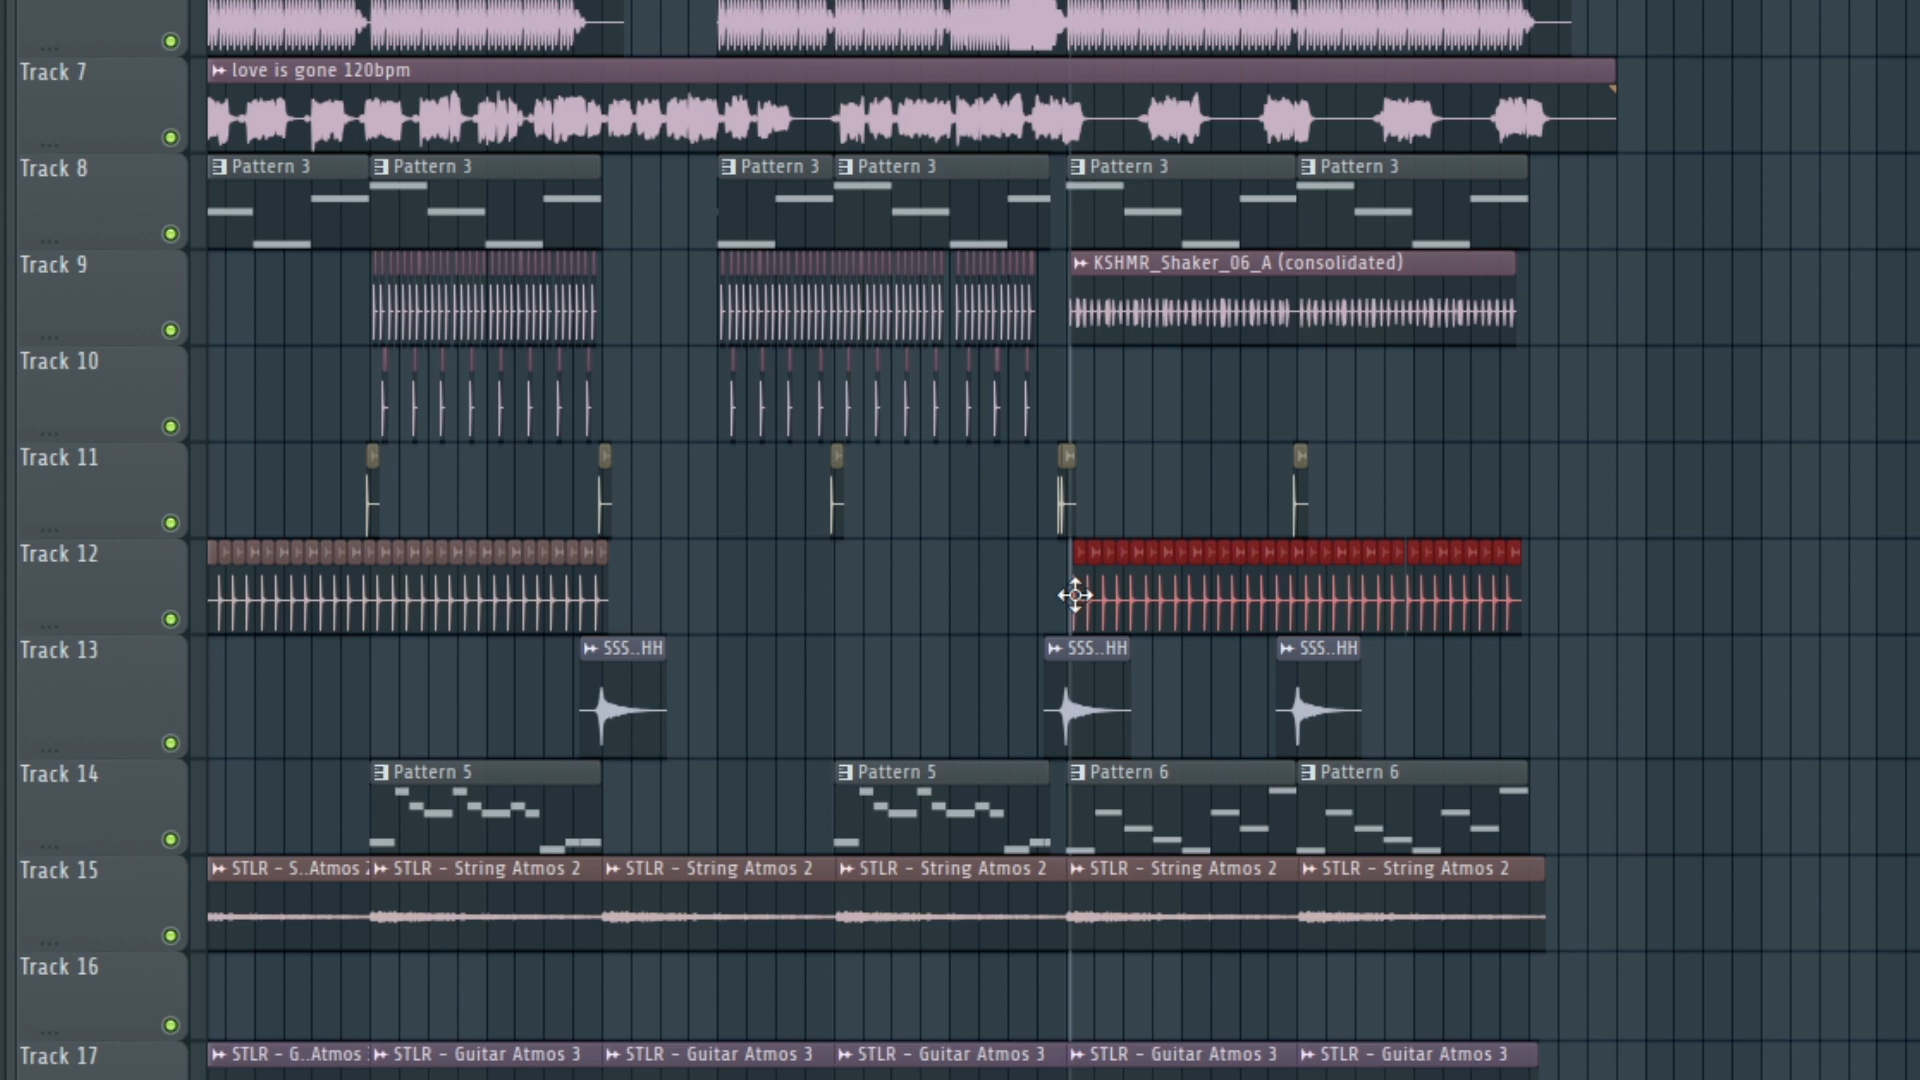 Track 7
love is gone 120bpm
Track 8
Pattern 3 Pattern 3 Pattern 3 Pattern 3 Pattern 3 Pattern 3
Track 9
KSHMR_Shaker_06_A (consolidated)
Track 10
Track 11
Track 12
Track 13
SSS..HH SSS..HH SSS..HH
Track 14
Pattern 5 Pattern 5 Pattern 6 Pattern 6
Track 15
STLR - S..Atmos 2 STLR - String Atmos 2 STLR - String Atmos 2 STLR - String Atmos 2 STLR - String Atmos 2 STLR - String Atmos 2
Track 16
Track 17
STLR - G..Atmos STLR - Guitar Atmos 3 STLR - Guitar Atmos 3 STLR - Guitar Atmos 3 STLR - Guitar Atmos 3 STLR - Guitar Atmos 3